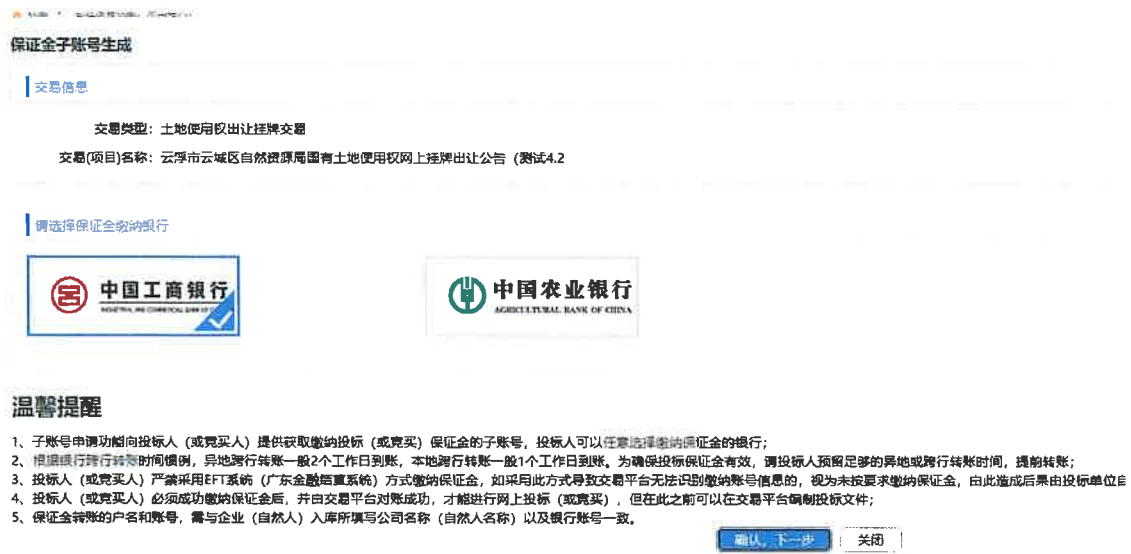 保证金子账号生成
交易信息
交易类型：土地使用权出让挂牌交易
交易(项目)名称：云浮市云城区自然资源局国有土地使用权网上挂牌出让公告（测试4.2
请选择保证金缴纳银行
中国工商银行
中国农业银行
AGRICULTURAL BANK OF CHINA
温馨提醒
1、子账号申请功能向投标人（或竞买人）提供获取缴纳投标（或竞买）保证金的子账号，投标人可以任意选择缴纳保证金的银行；
2、根据银行跨行转账时间惯例，异地跨行转账一般2个工作日到账，本地跨行转账一般1个工作日到账。为确保投标保证金有效，请投标人预留足够的异地或跨行转账时间，提前转账；
3、投标人（或竞买人）严禁采用EFT系统（广东金融结算系统）方式缴纳保证金，如采用此方式导致交易平台无法识别缴纳账号信息的，视为未按要求缴纳保证金，由此造成后果由投标单位自
4、投标人（或竞买人）必须成功缴纳保证金后，并由交易平台对账成功，才能进行网上投标（或竞买），但在此之前可以在交易平台编制投标文件；
5、保证金转账的户名和账号，需与企业（自然人）入库所填写公司名称（自然人名称）以及银行账号一致。
确认，下一步
关闭